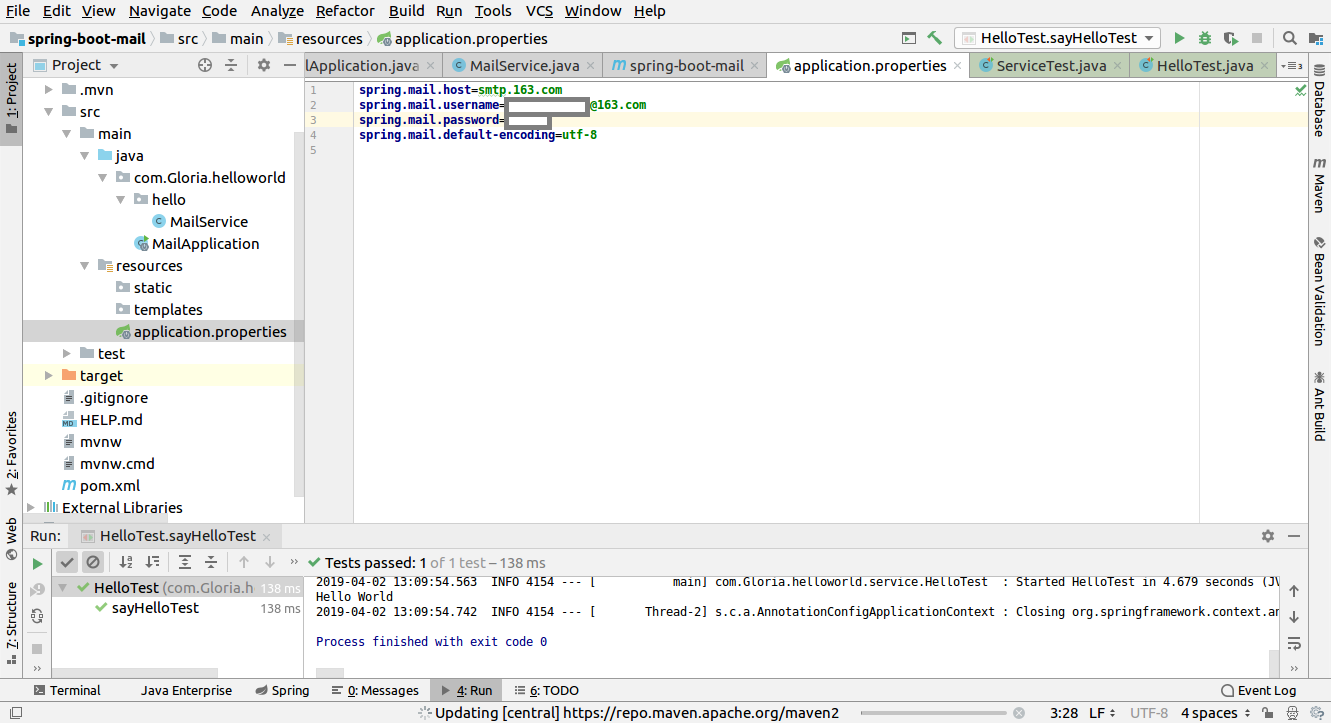 File Edit View Navigate Code Analyze Refactor Build Run Tools VCS Window Help
spring-boot-mail src main resources application.properties HelloTest.sayHelloTest
1: Project
Project
lApplication.java MailService.java spring-boot-mail application.properties ServiceTest.java HelloTest.java
.mvn
src
main
java
com.Gloria.helloworld
hello
MailService
MailApplication
resources
static
templates
application.properties
test
target
.gitignore
HELP.md
mvnw
mvnw.cmd
pom.xml
External Libraries
1 spring.mail.host=smtp.163.com
2 spring.mail.username= @163.com
3 spring.mail.password=
4 spring.mail.default-encoding=utf-8
5
Database
Maven
Bean Validation
Ant Build
2: Favorites
Web
7: Structure
Run: HelloTest.sayHelloTest
Tests passed: 1 of 1 test – 138 ms
HelloTest (com.Gloria.h 138 ms
sayHelloTest 138 ms
2019-04-02 13:09:54.563 INFO 4154 --- [ main] com.Gloria.helloworld.service.HelloTest : Started HelloTest in 4.679 seconds (JV
Hello World
2019-04-02 13:09:54.742 INFO 4154 --- [ Thread-2] s.c.a.AnnotationConfigApplicationContext : Closing org.springframework.context.an
Process finished with exit code 0
Terminal Java Enterprise Spring 0: Messages 4: Run 6: TODO Event Log
Updating [central] https://repo.maven.apache.org/maven2 3:28 LF UTF-8 4 spaces